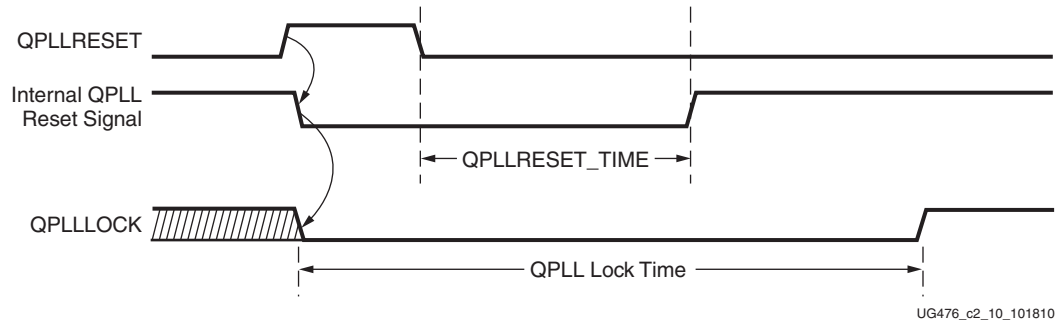 QPLLRESET
Internal QPLL
Reset Signal
QPLLRESET_TIME
QPLLLOCK
QPLL Lock Time
UG476_c2_10_101810